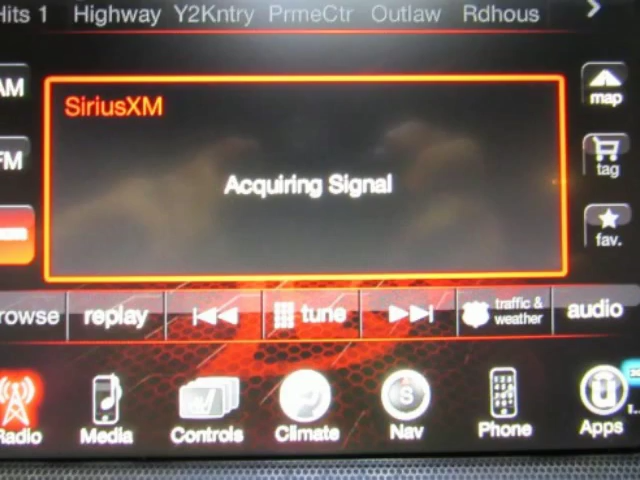 Hits 1 Highway Y2Kntry PrmeCtr Outlaw Rdhous
AM
SiriusXM
map
FM
Acquiring Signal
tag
fav.
rowse replay tune traffic & weather audio
Radio Media Controls Climate Nav Phone Apps